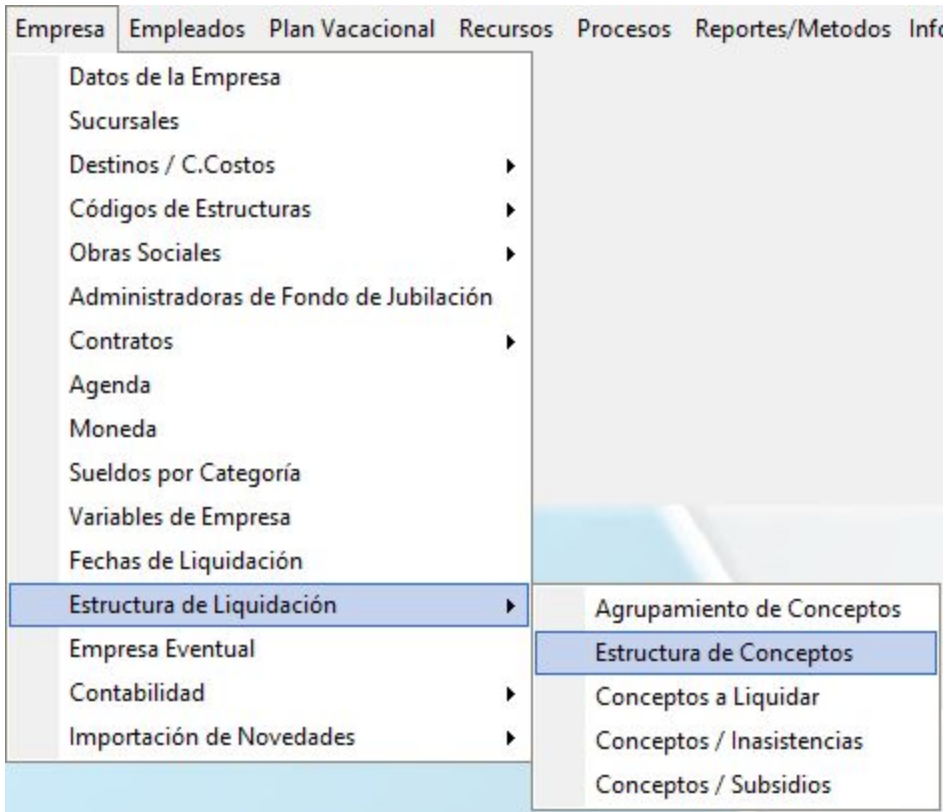 Empresa Empleados Plan Vacacional Recursos Procesos Reportes/Metodos
Datos de la Empresa
Sucursales
Destinos / C.Costos
Códigos de Estructuras
Obras Sociales
Administradoras de Fondo de Jubilación
Contratos
Agenda
Moneda
Sueldos por Categoría
Variables de Empresa
Fechas de Liquidación
Estructura de Liquidación
Empresa Eventual
Contabilidad
Importación de Novedades
Agrupamiento de Conceptos
Estructura de Conceptos
Conceptos a Liquidar
Conceptos / Inasistencias
Conceptos / Subsidios